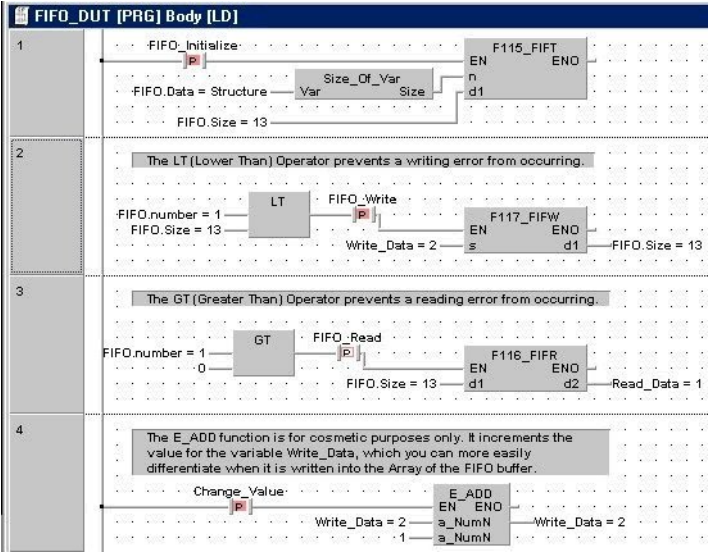 FIFO_DUT [PRG] Body [LD]
1
FIFO_Initialize
P
F115_FIFT
EN ENO
Size_Of_Var
n
FIFO.Data = Structure Var Size d1
FIFO.Size = 13
2
The LT (Lower Than) Operator prevents a writing error from occurring.
LT FIFO_Write
P
FIFO.number = 1
FIFO.Size = 13
F117_FIFW
EN ENO
Write_Data = 2 s d1 FIFO.Size = 13
3
The GT (Greater Than) Operator prevents a reading error from occurring.
GT FIFO_Read
P
FIFO.number = 1
0
F116_FIFR
EN ENO
FIFO.Size = 13 d1 d2 Read_Data = 1
4
The E_ADD function is for cosmetic purposes only. It increments the
value for the variable Write_Data, which you can more easily
differentiate when it is written into the Array of the FIFO buffer.
Change_Value
P
E_ADD
EN ENO
Write_Data = 2 a_NumN Write_Data = 2
1 a_NumN